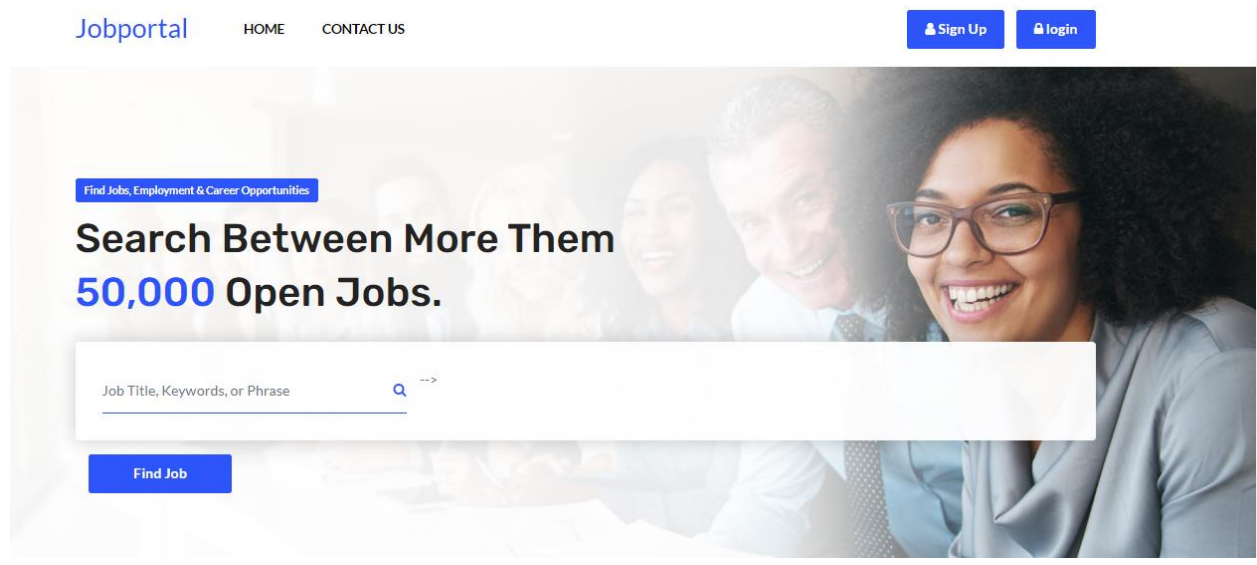 Jobportal HOME CONTACT US Sign Up login
Find Jobs, Employment & Career Opportunities
Search Between More Them
50,000 Open Jobs.
Job Title, Keywords, or Phrase -->
Find Job